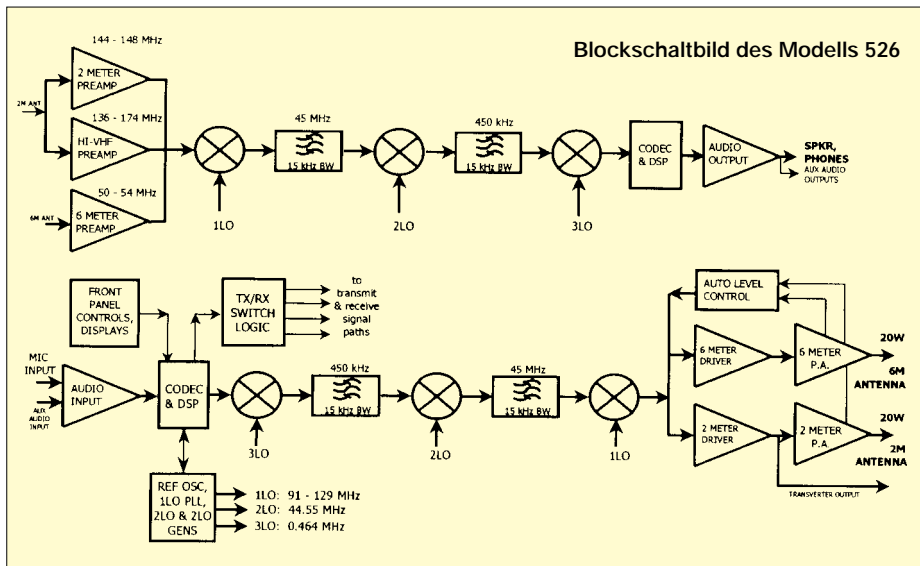 Blockschaltbild des Modells 526
144 - 148 MHz
2 METER
PREAMP
2M ANT
136 - 174 MHz
HI-VHF
PREAMP
50 - 54 MHz
6M ANT
6 METER
PREAMP
1LO
45 MHz
15 kHz BW
2LO
450 kHz
15 kHz BW
3LO
CODEC
& DSP
AUDIO
OUTPUT
SPKR,
PHONES
AUX AUDIO
OUTPUTS
FRONT
PANEL
CONTROLS,
DISPLAYS
TX/RX
SWITCH
LOGIC
to
transmit
& receive
signal
paths
MIC
INPUT
AUX
AUDIO
INPUT
AUDIO
INPUT
CODEC
& DSP
3LO
450 kHz
15 kHz BW
2LO
45 MHz
15 kHz BW
1LO
AUTO LEVEL
CONTROL
6 METER
DRIVER
6 METER
P.A.
20W
6M
ANTENNA
2 METER
DRIVER
2 METER
P.A.
20W
2M
ANTENNA
TRANSVERTER OUTPUT
REF OSC,
1LO PLL,
2LO & 2LO
GENS
1LO: 91 - 129 MHz
2LO: 44.55 MHz
3LO: 0.464 MHz